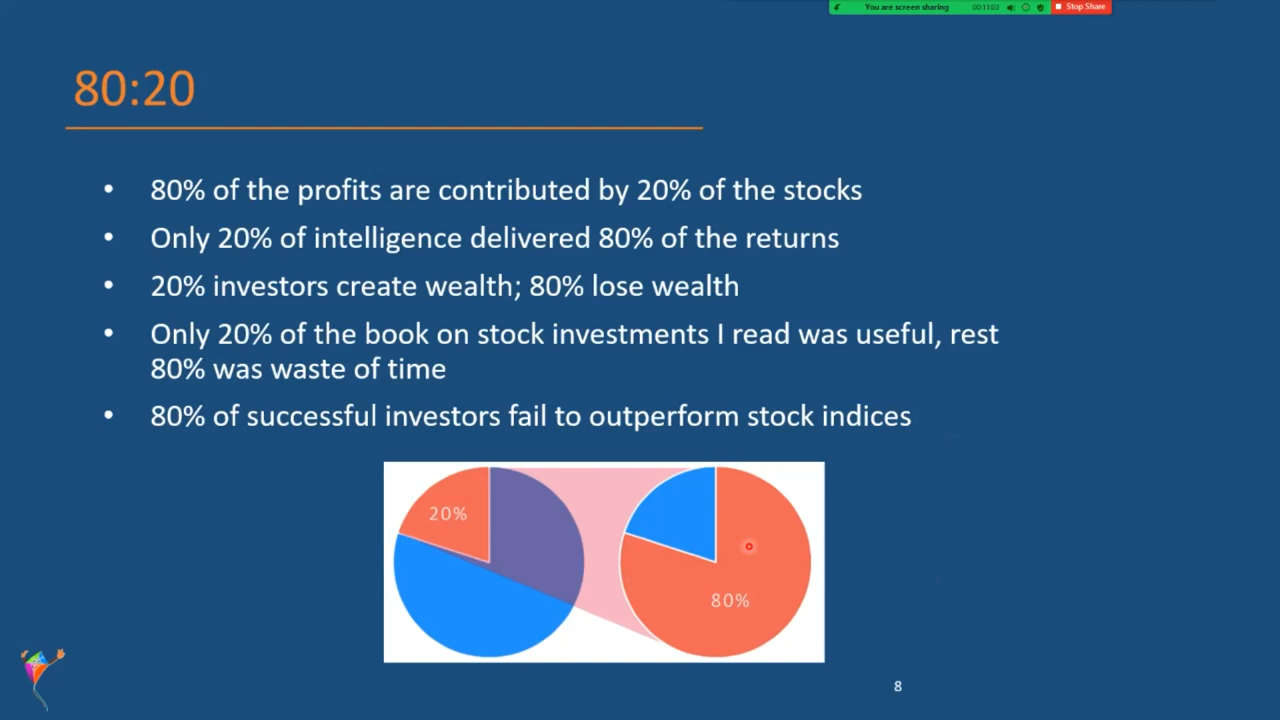 You are screen sharing 00:11:03 Stop Share
80:20
• 80% of the profits are contributed by 20% of the stocks
• Only 20% of intelligence delivered 80% of the returns
• 20% investors create wealth; 80% lose wealth
• Only 20% of the book on stock investments I read was useful, rest
80% was waste of time
• 80% of successful investors fail to outperform stock indices
20%
80%
8